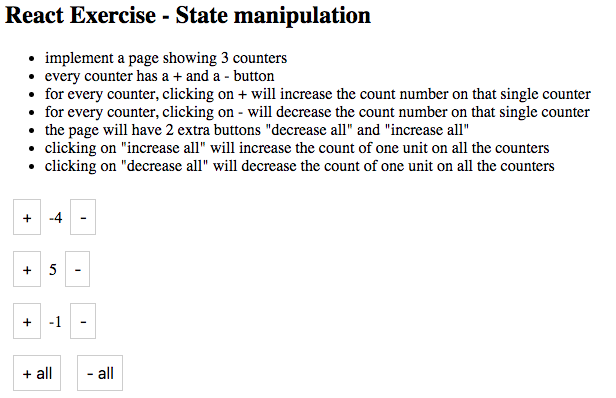 React Exercise - State manipulation
• implement a page showing 3 counters
• every counter has a + and a - button
• for every counter, clicking on + will increase the count number on that single counter
• for every counter, clicking on - will decrease the count number on that single counter
• the page will have 2 extra buttons "decrease all" and "increase all"
• clicking on "increase all" will increase the count of one unit on all the counters
• clicking on "decrease all" will decrease the count of one unit on all the counters
+ -4 -
+ 5 -
+ -1 -
+ all - all